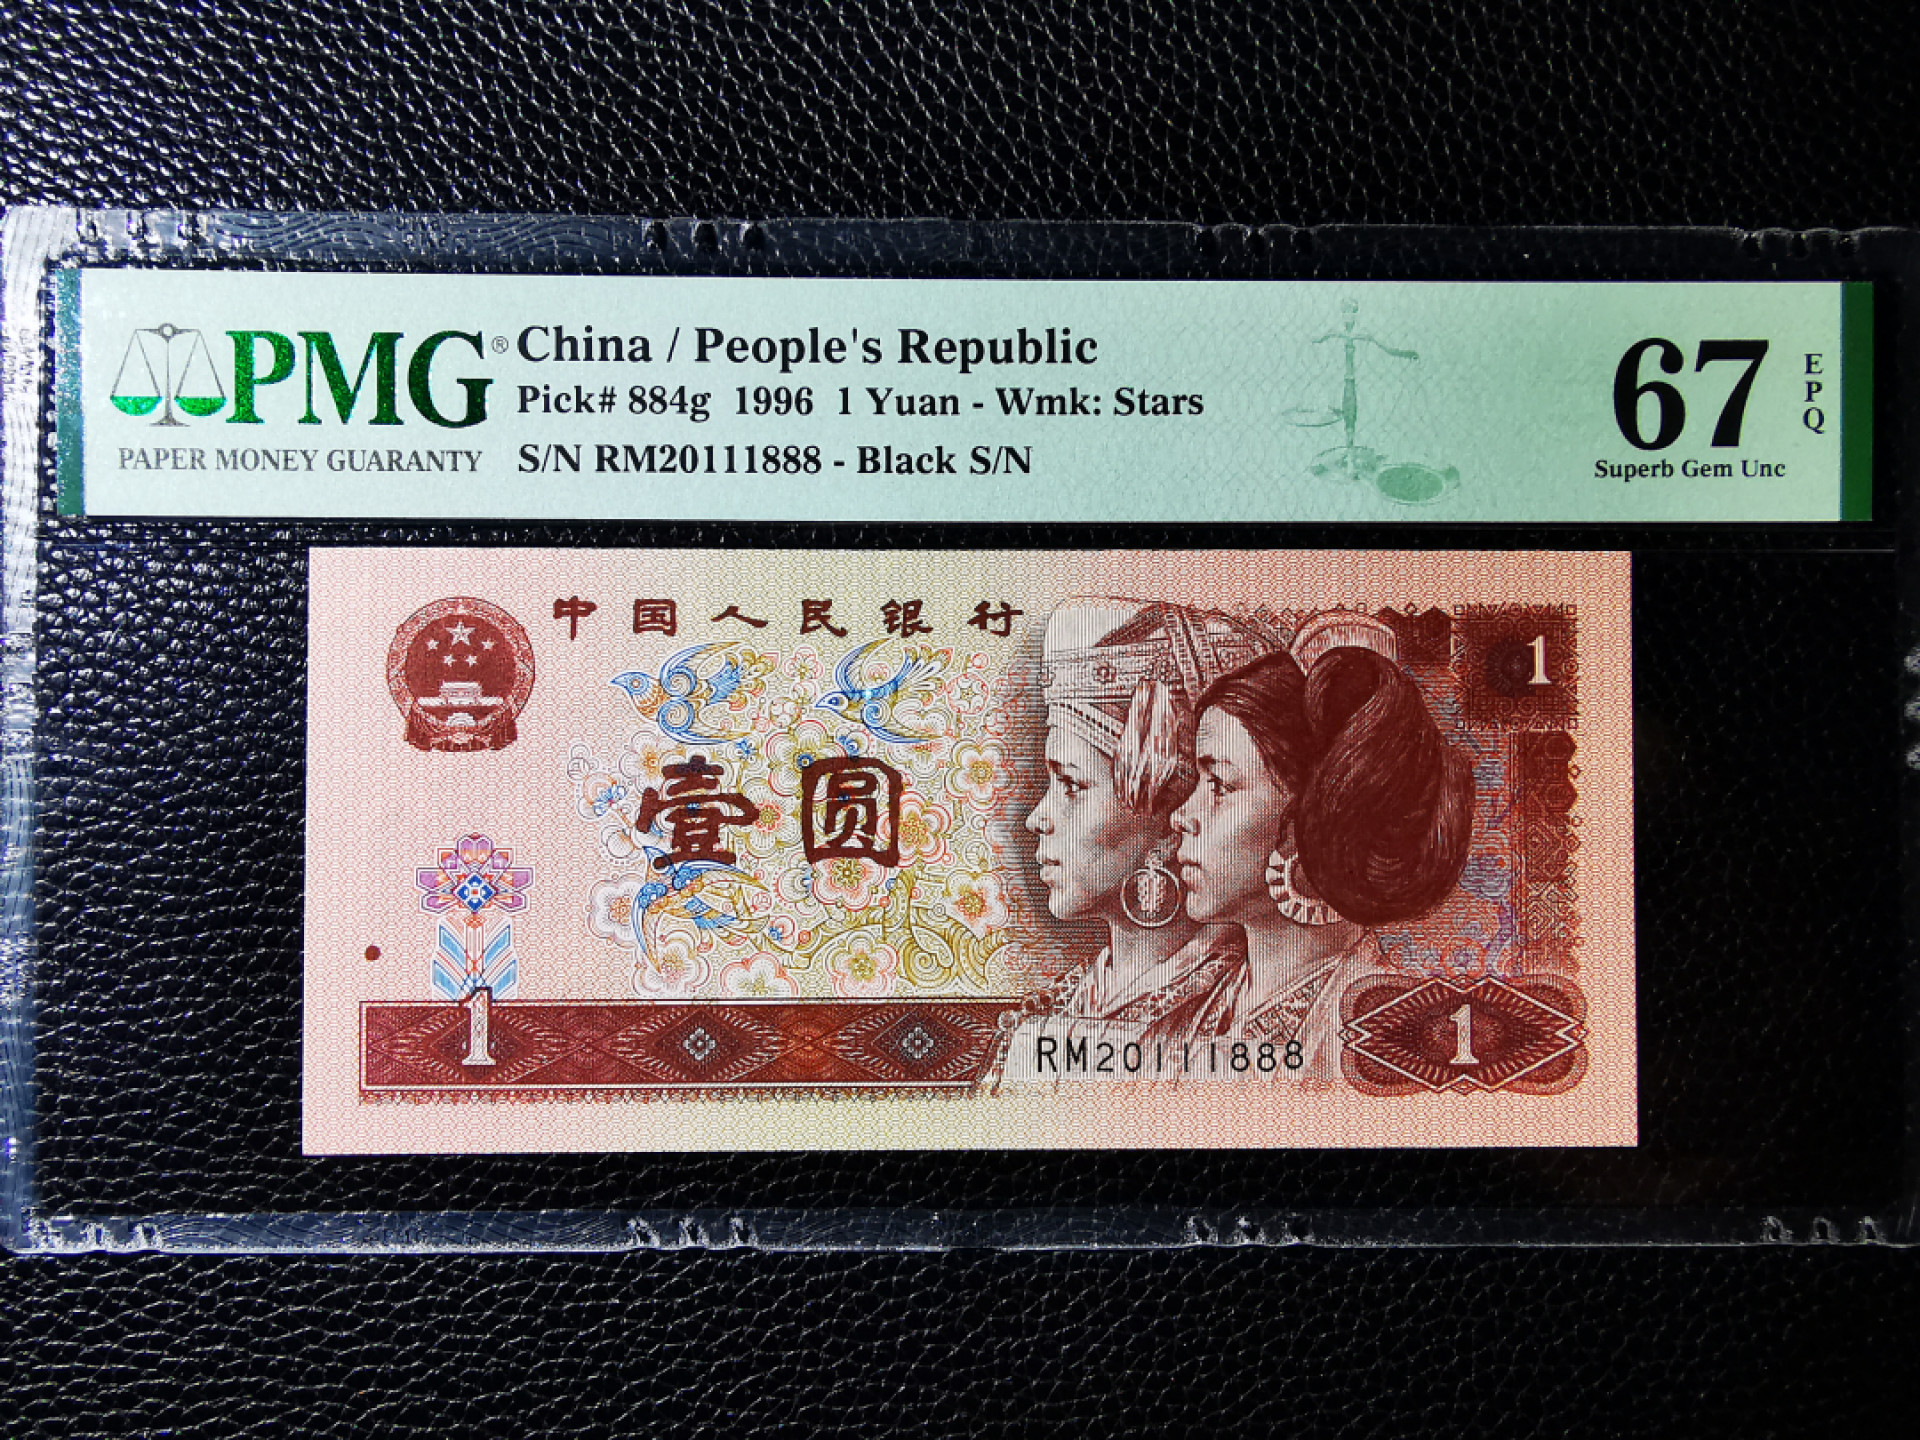 PMG®
PAPER MONEY GUARANTY
China / People's Republic
Pick# 884g 1996 1 Yuan - Wmk: Stars
S/N RM20111888 - Black S/N
67
EPQ
Superb Gem Unc
中国人民银行
1
壹圆
1
RM20111888
1